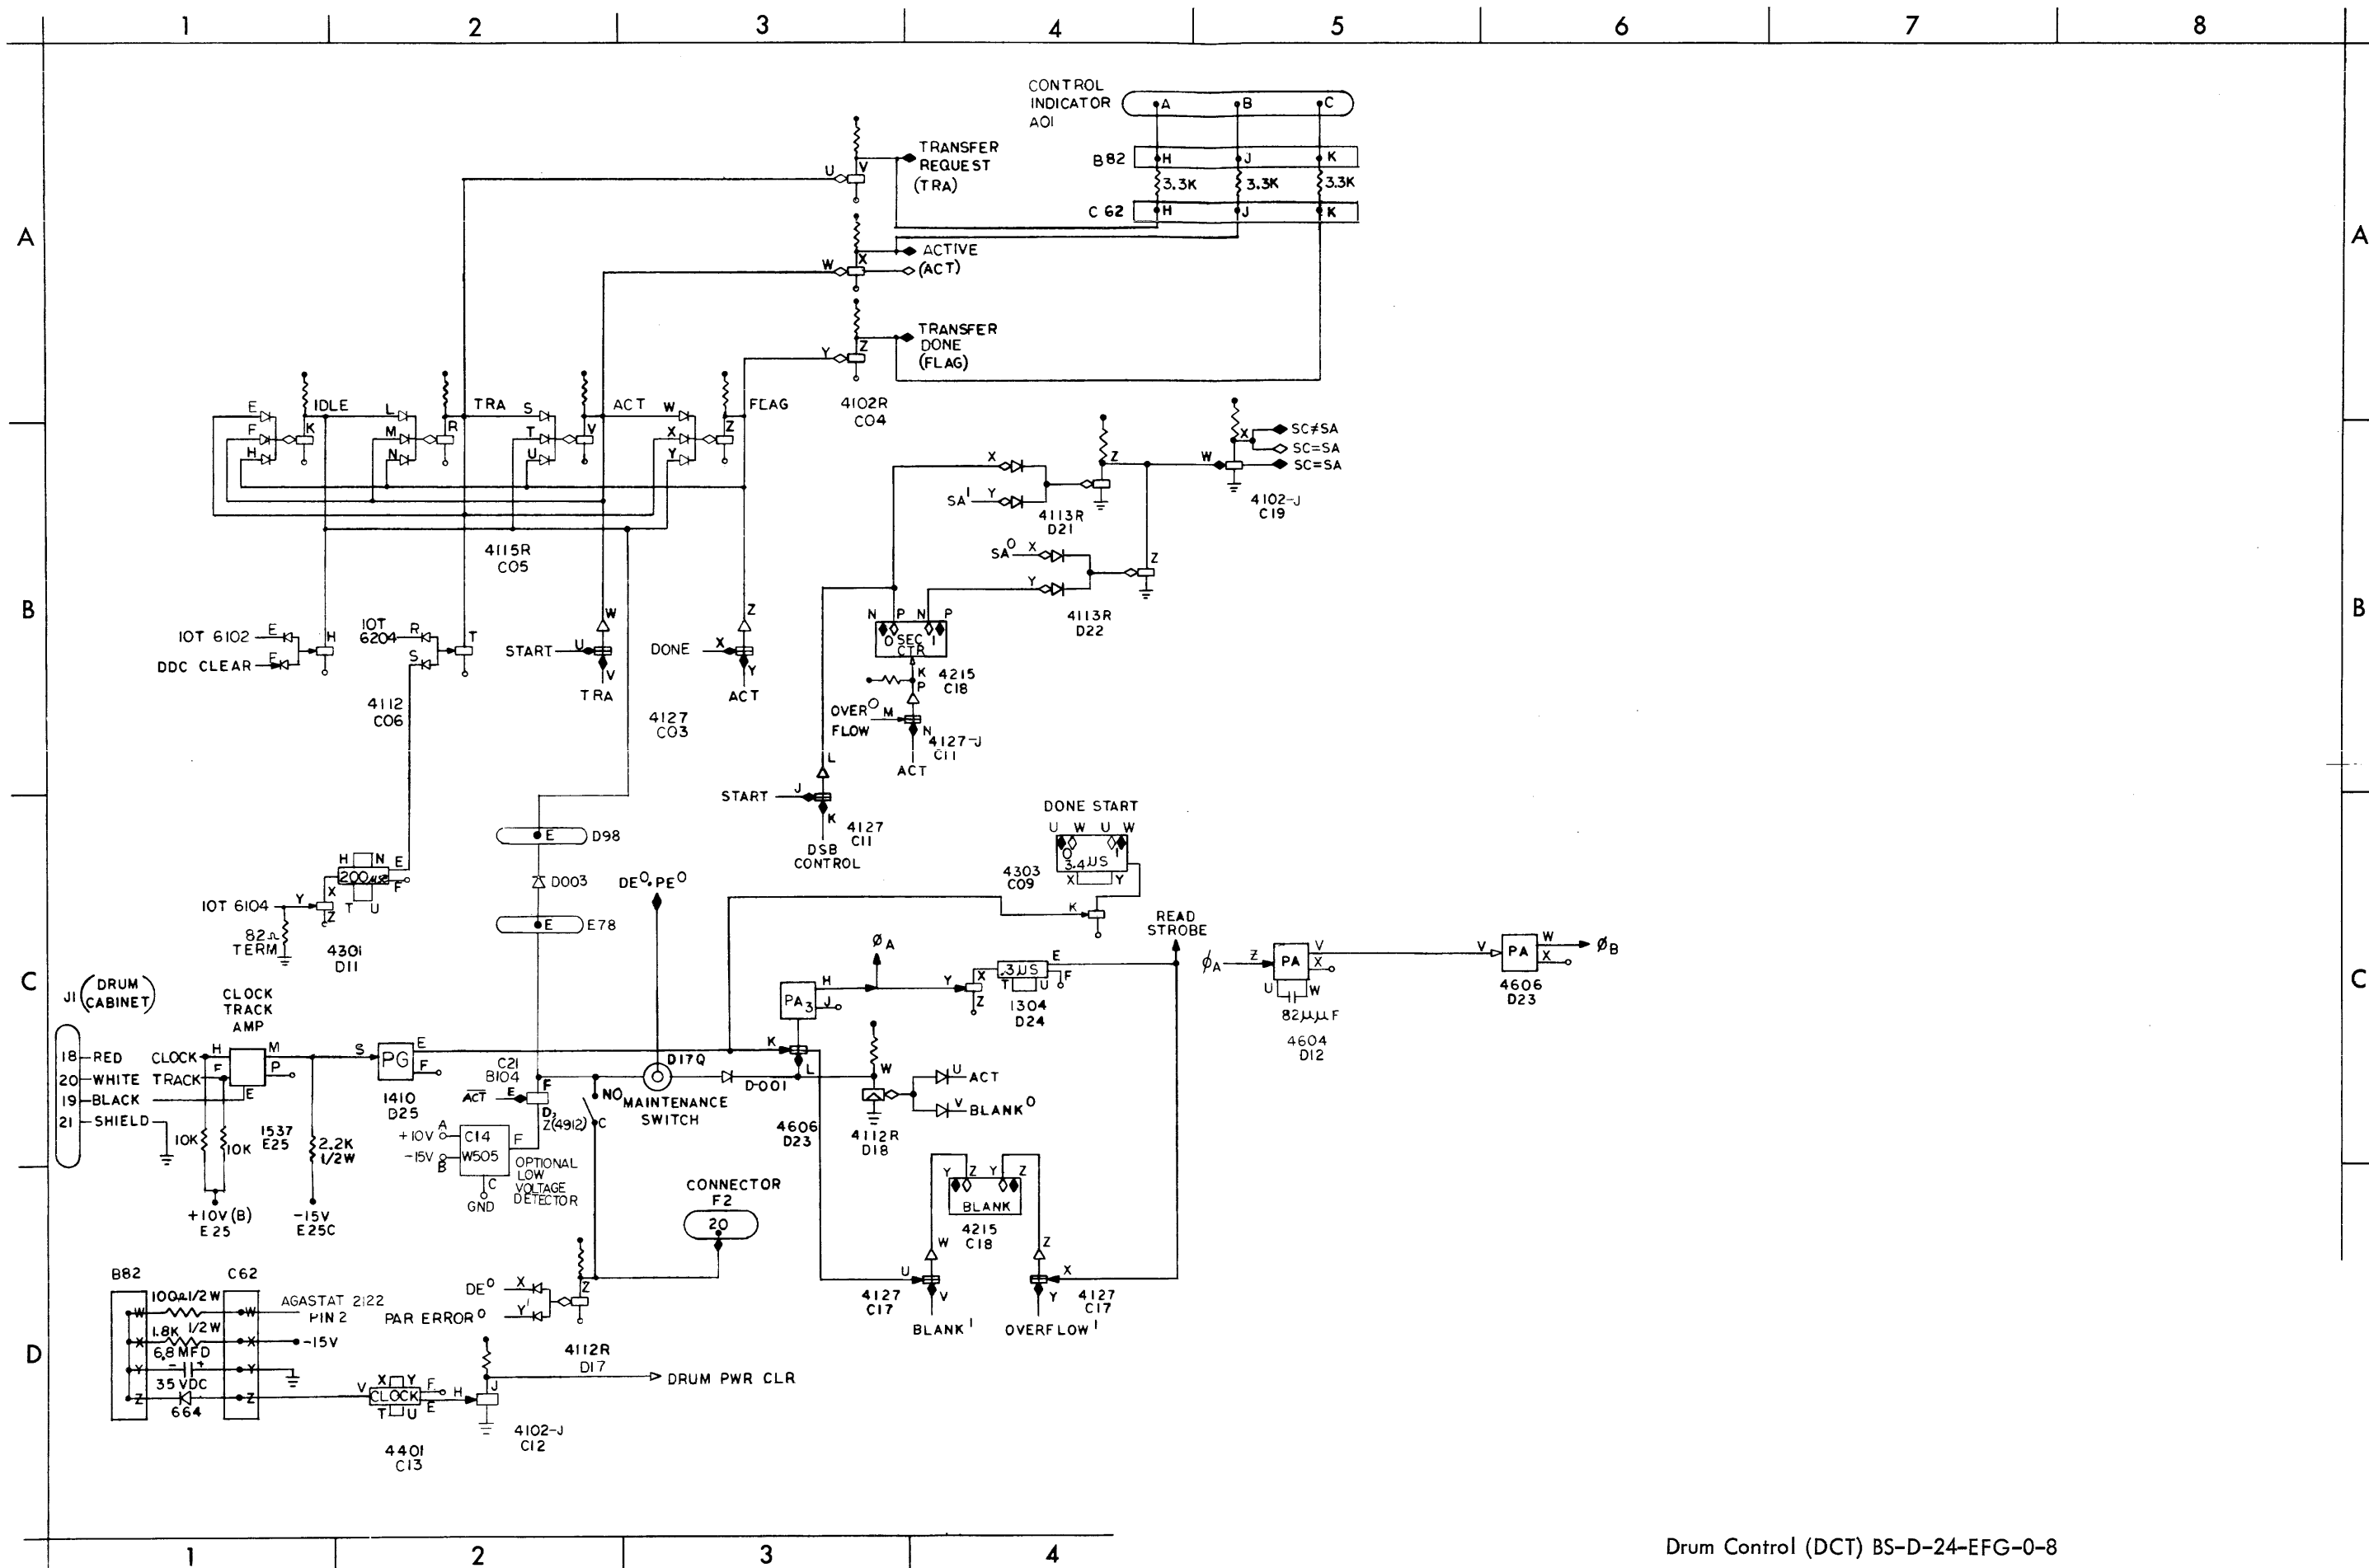 1 2 3 4 5 6 7 8
A A
B B
C C
D
CONTROL
INDICATOR
A01
A B C
B82 H J K
3.3K 3.3K 3.3K
C 62 H J K
U V
TRANSFER
REQUEST
(TRA)
W X
ACTIVE
(ACT)
Y Z
TRANSFER
DONE
(FLAG)
4102R
C04
E IDLE L TRA S ACT W FLAG
F K M R T V X Z
H N U Y
4115R
C05
W X
SC≠SA
SC=SA
SC=SA
4102-J
C19
X Z
SA1 Y
4113R
D21
SA0 X Z
Y
4113R
D22
IOT 6102 E H
DDC CLEAR F
IOT
6204 R T
S
4112
C06
START U W
V
TRA
DONE X Z
Y
ACT
4127
C03
N P N P
0 SEC 1
CTR
4215
C18
K
P
OVER0 M
FLOW N
4127-J
C11
ACT
L
START J
K
4127
C11
DSB
CONTROL
DONE START
U W U W
0 1
3.4 µS
X Y
4303
C09
K
E D98
D003
E E78
DE0.PE0
H N E
200 µs
F
X T U
IOT 6104 Y
Z
82Ω
TERM
4301
D11
READ
STROBE
ØA
PA3 H
J
Y X
Z
.3µS E
T U F
1304
D24
ØA Z PA V
X
U W
82µµF
4604
D12
V PA W
X
ØB
4606
D23
J1 (DRUM
CABINET)
CLOCK
TRACK
AMP
18 RED CLOCK H M
20 WHITE TRACK F P
19 BLACK E
21 SHIELD
10K 10K
1537
E25
2.2K
1/2W
+10V (B)
E25
-15V
E25C
S PG E
F
1410
D25
C21
B104
ACT E F
D,
Z(4912)
NO
C
D17Q
MAINTENANCE
SWITCH
D-001
K
L
4606
D23
W
U ACT
V BLANK0
4112R
D18
+10V A C14 F
-15V B W505
C
GND
OPTIONAL
LOW
VOLTAGE
DETECTOR
CONNECTOR
F2
20
Y Z Y Z
BLANK
4215
C18
W Z
U X
V Y
4127
C17
4127
C17
BLANK1 OVERFLOW1
B82 C62
W 100Ω1/2W W AGASTAT 2122
PIN 2
X 1.8K 1/2W X -15V
Y 6.8 MFD Y
- +
35 VDC
Z 664 Z
DE0 X Z
PAR ERROR0 Y
4112R
D17
X Y
V CLOCK F
T U E
4401
C13
H J
DRUM PWR CLR
4102-J
C12
1 2 3 4
Drum Control (DCT) BS-D-24-EFG-0-8